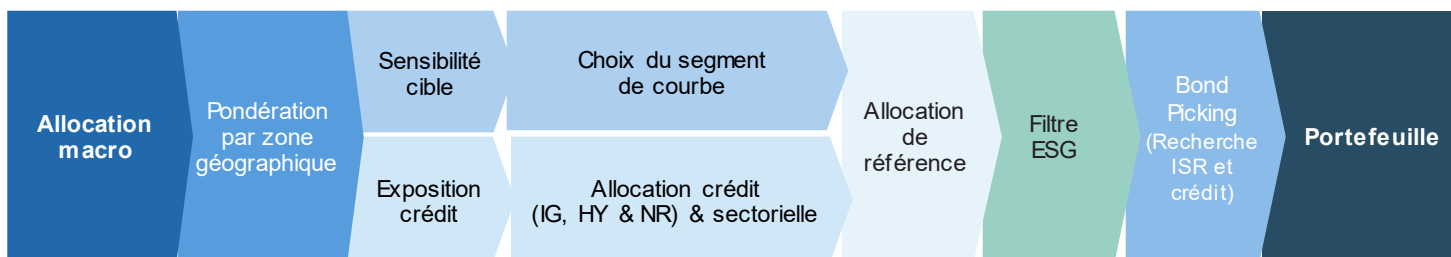 Allocation
macro
Pondération
par zone
géographique
Sensibilité
cible
Choix du segment
de courbe
Exposition
crédit
Allocation crédit
(IG, HY & NR) & sectorielle
Allocation
de
référence
Filtre
ESG
Bond
Picking
(Recherche
ISR et
crédit)
Portefeuille